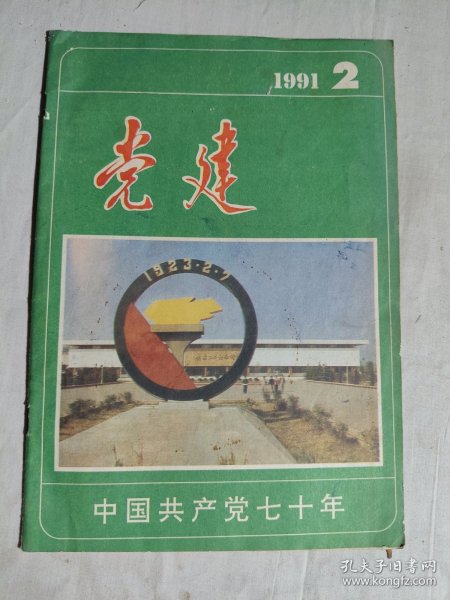 1991 2
党建
1923·2·7
中国共产党七十年
孔夫子旧书网
www.kongfz.com